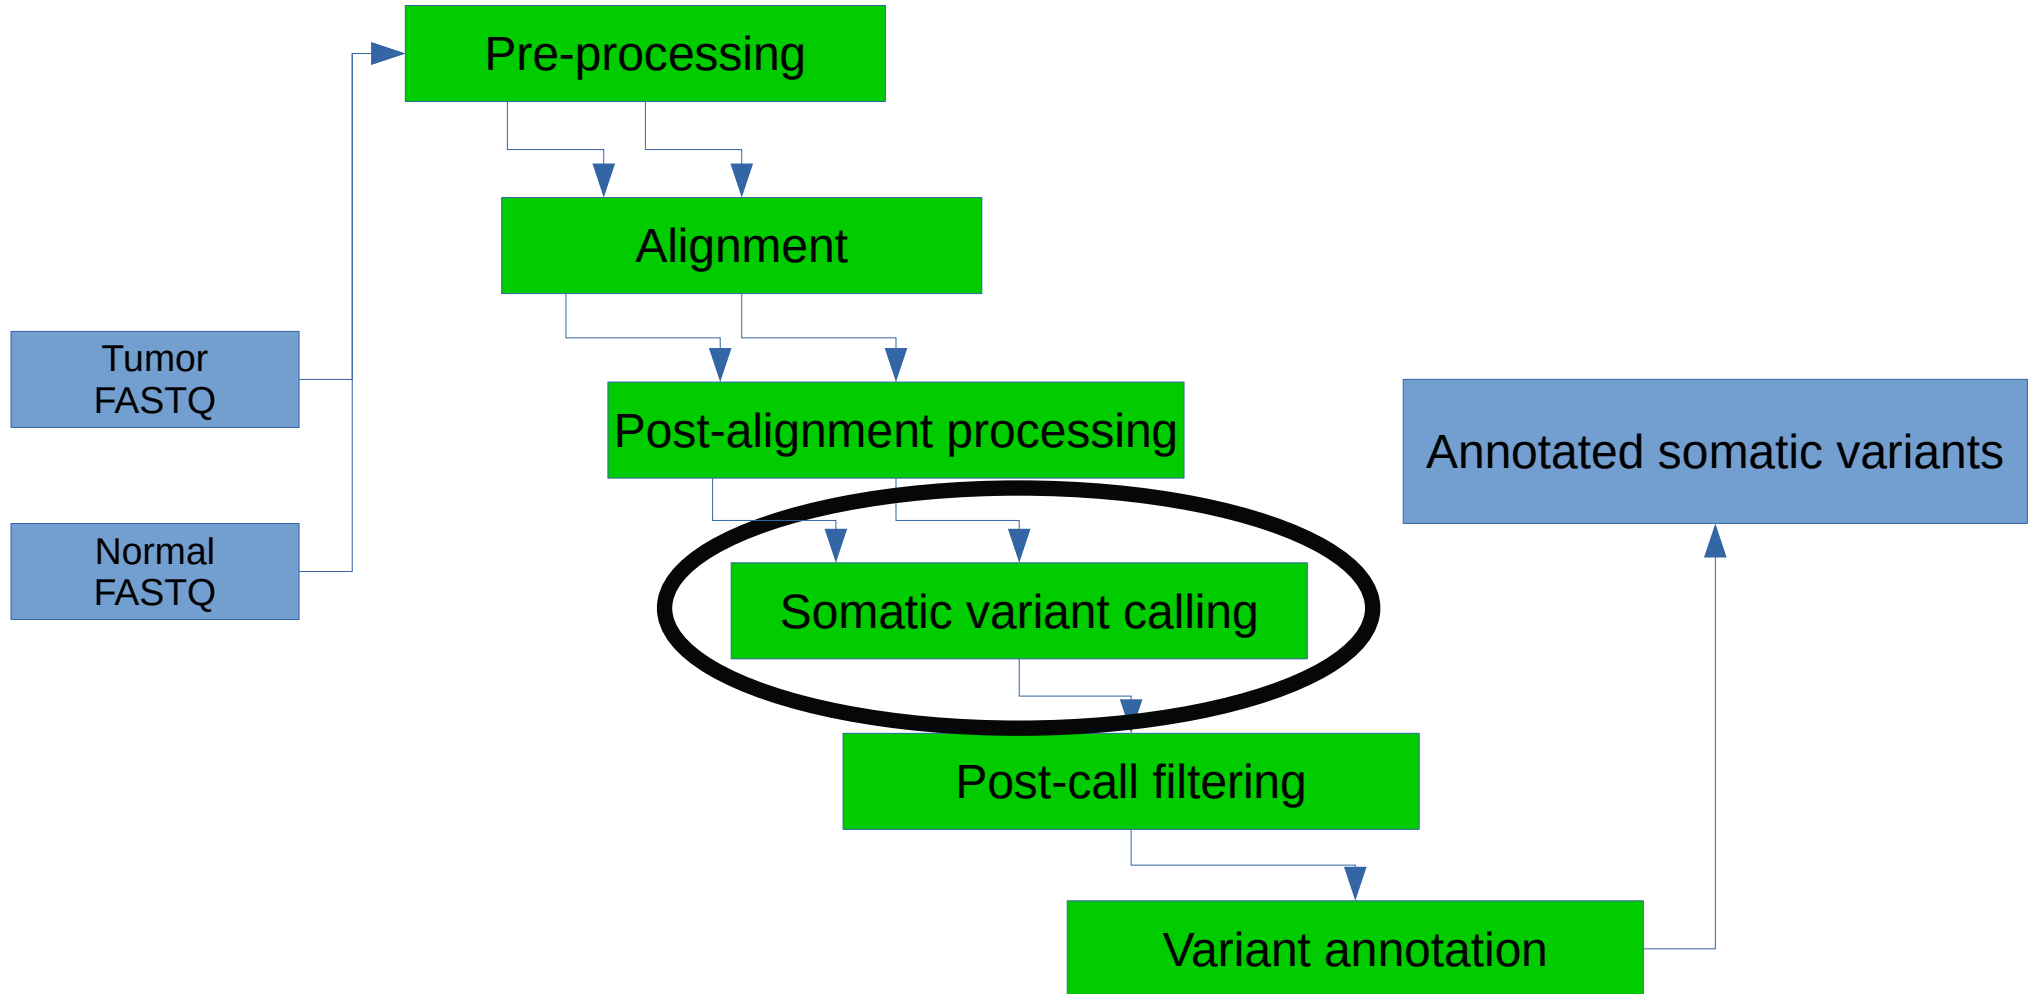 Pre-processing
Alignment
Tumor
FASTQ
Post-alignment processing
Annotated somatic variants
Normal
FASTQ
Somatic variant calling
Post-call filtering
Variant annotation